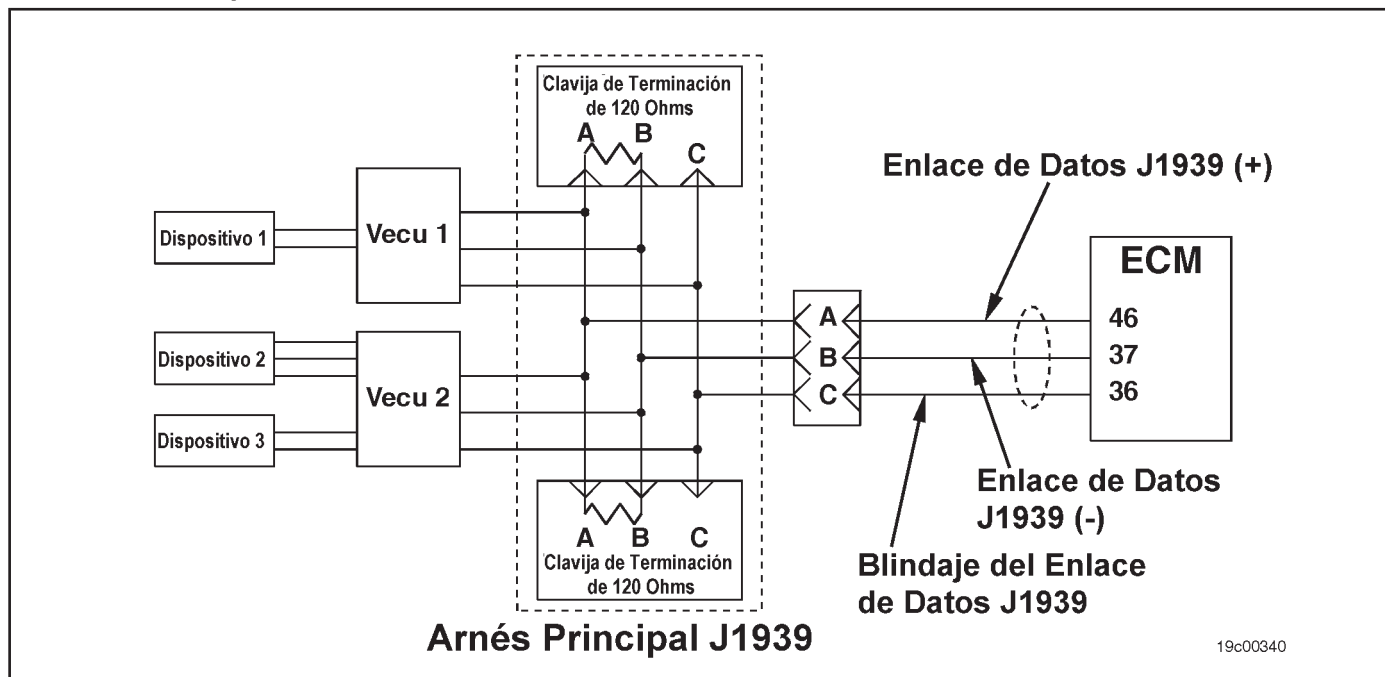 Clavija de Terminación
de 120 Ohms
A B C
Dispositivo 1
Vecu 1
Dispositivo 2
Dispositivo 3
Vecu 2
A B C
Clavija de Terminación
de 120 Ohms
Arnés Principal J1939
A
B
C
Enlace de Datos J1939 (+)
ECM
46
37
36
Enlace de Datos
J1939 (-)
Blindaje del Enlace
de Datos J1939
19c00340